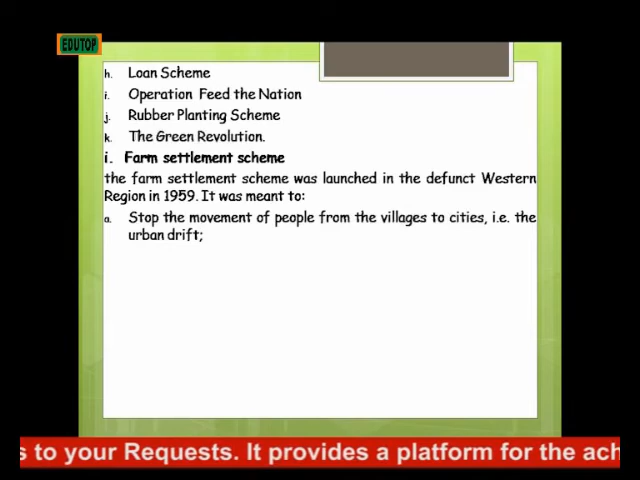 EDUTOP
h. Loan Scheme
i. Operation Feed the Nation
j. Rubber Planting Scheme
k. The Green Revolution.
i. Farm settlement scheme
the farm settlement scheme was launched in the defunct Western
Region in 1959. It was meant to:
a. Stop the movement of people from the villages to cities, i.e. the
urban drift;
s to your Requests. It provides a platform for the ach